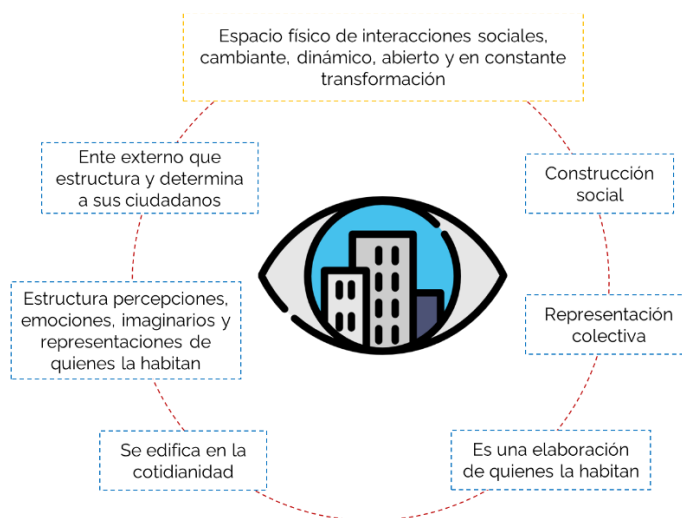 Espacio físico de interacciones sociales,
cambiante, dinámico, abierto y en constante
transformación
Ente externo que
estructura y determina
a sus ciudadanos
Construcción
social
Estructura percepciones,
emociones, imaginarios y
representaciones de
quienes la habitan
Representación
colectiva
Se edifica en la
cotidianidad
Es una elaboración
de quienes la habitan